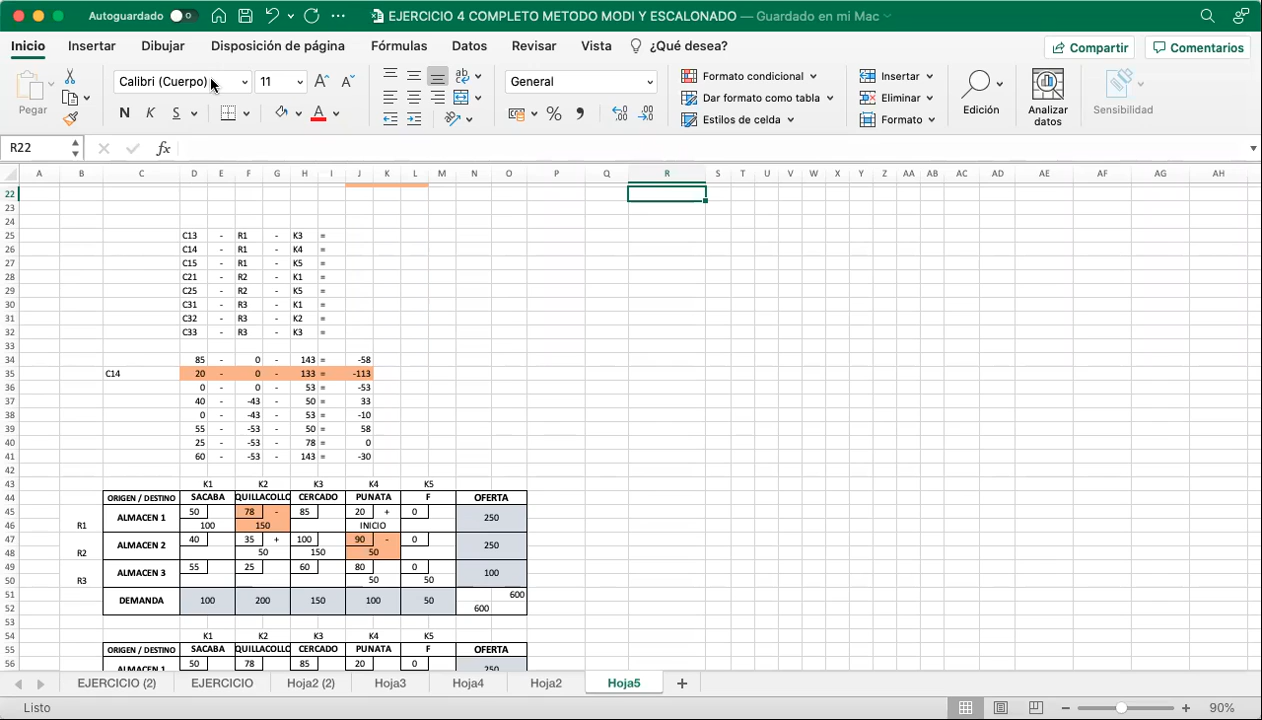 Autoguardado
EJERCICIO 4 COMPLETO METODO MODI Y ESCALONADO — Guardado en mi Mac
Inicio Insertar Dibujar Disposición de página Fórmulas Datos Revisar Vista ¿Qué desea? Compartir Comentarios
Pegar
Calibri (Cuerpo) 11
N K S
ab
General
Formato condicional
Dar formato como tabla
Estilos de celda
Insertar
Eliminar
Formato
Edición
Analizar datos
Sensibilidad
R22 fx
A B C D E F G H I J K L M N O P Q R S T U V W X Y Z AA AB AC AD AE AF AG AH
22
23
24
25 C13 - R1 - K3 =
26 C14 - R1 - K4 =
27 C15 - R1 - K5 =
28 C21 - R2 - K1 =
29 C25 - R2 - K5 =
30 C31 - R3 - K1 =
31 C32 - R3 - K2 =
32 C33 - R3 - K3 =
33
34 85 - 0 - 143 = -58
35 C14 20 - 0 - 133 = -113
36 0 - 0 - 53 = -53
37 40 - -43 - 50 = 33
38 0 - -43 - 53 = -10
39 55 - -53 - 50 = 58
40 25 - -53 - 78 = 0
41 60 - -53 - 143 = -30
42
43 K1 K2 K3 K4 K5
44 ORIGEN / DESTINO SACABA QUILLACOLLO CERCADO PUNATA F OFERTA
45 ALMACEN 1 50 78 - 85 20 + 0 250
46 R1 100 150 INICIO
47 ALMACEN 2 40 35 + 100 90 - 0 250
48 R2 50 150 50
49 ALMACEN 3 55 25 60 80 0 100
50 R3 50 50
51 DEMANDA 100 200 150 100 50 600
52 600
53
54 K1 K2 K3 K4 K5
55 ORIGEN / DESTINO SACABA QUILLACOLLO CERCADO PUNATA F OFERTA
56 ALMACEN 1 50 78 85 20 0 250
EJERCICIO (2) EJERCICIO Hoja2 (2) Hoja3 Hoja4 Hoja2 Hoja5 +
Listo 90%